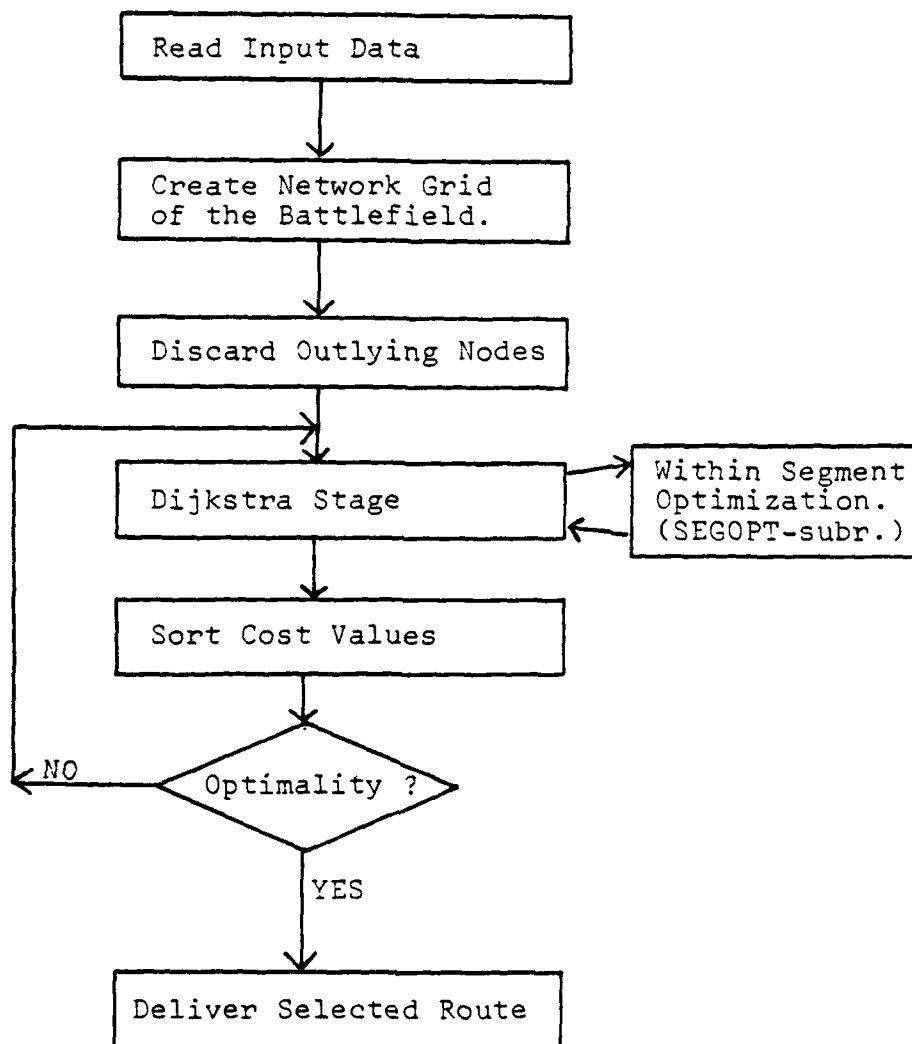 Read Input Data
Create Network Grid
of the Battlefield.
Discard Outlying Nodes
Dijkstra Stage
Within Segment
Optimization.
(SEGOPT-subr.)
Sort Cost Values
NO
Optimality ?
YES
Deliver Selected Route